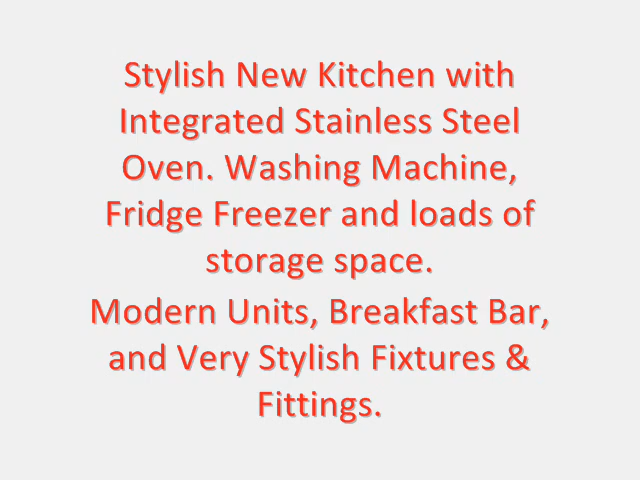 Stylish New Kitchen with
Integrated Stainless Steel
Oven. Washing Machine,
Fridge Freezer and loads of
storage space.
Modern Units, Breakfast Bar,
and Very Stylish Fixtures &
Fittings.